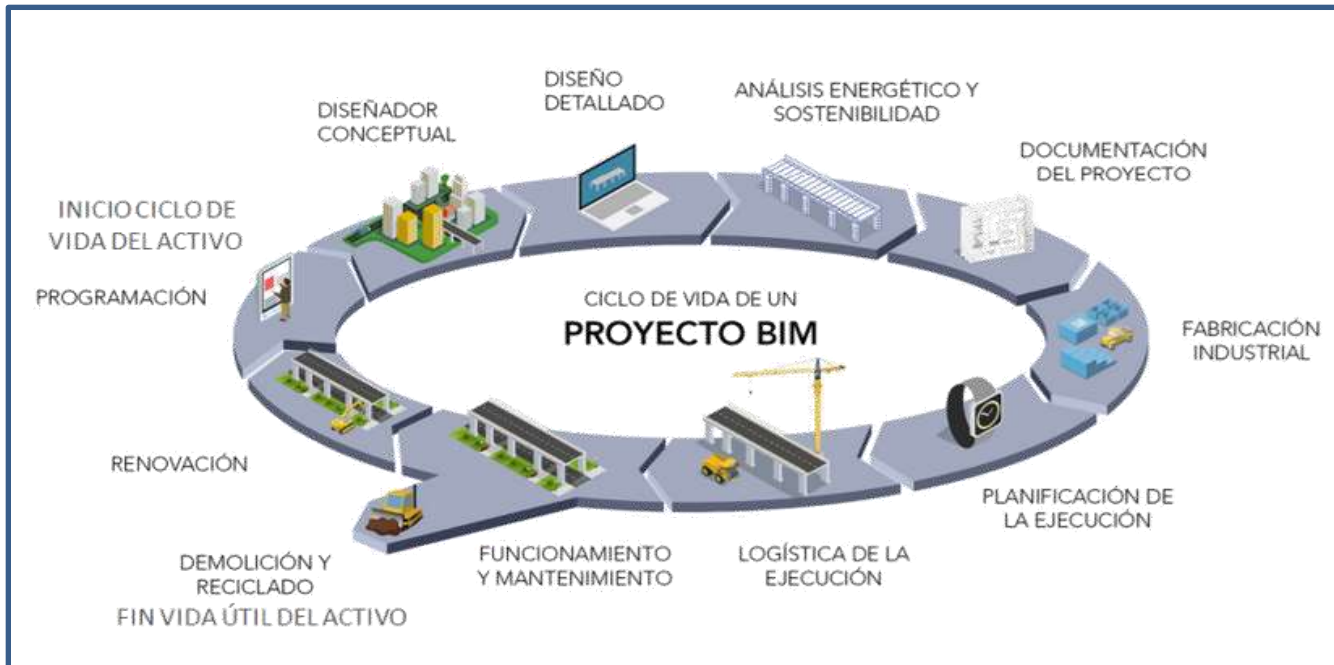 CICLO DE VIDA DE UN
PROYECTO BIM
INICIO CICLO DE
VIDA DEL ACTIVO
PROGRAMACIÓN
DISEÑADOR
CONCEPTUAL
DISEÑO
DETALLADO
ANÁLISIS ENERGÉTICO Y
SOSTENIBILIDAD
DOCUMENTACIÓN
DEL PROYECTO
FABRICACIÓN
INDUSTRIAL
PLANIFICACIÓN DE
LA EJECUCIÓN
LOGÍSTICA DE LA
EJECUCIÓN
FUNCIONAMIENTO
Y MANTENIMIENTO
DEMOLICIÓN Y
RECICLADO
FIN VIDA ÚTIL DEL ACTIVO
RENOVACIÓN